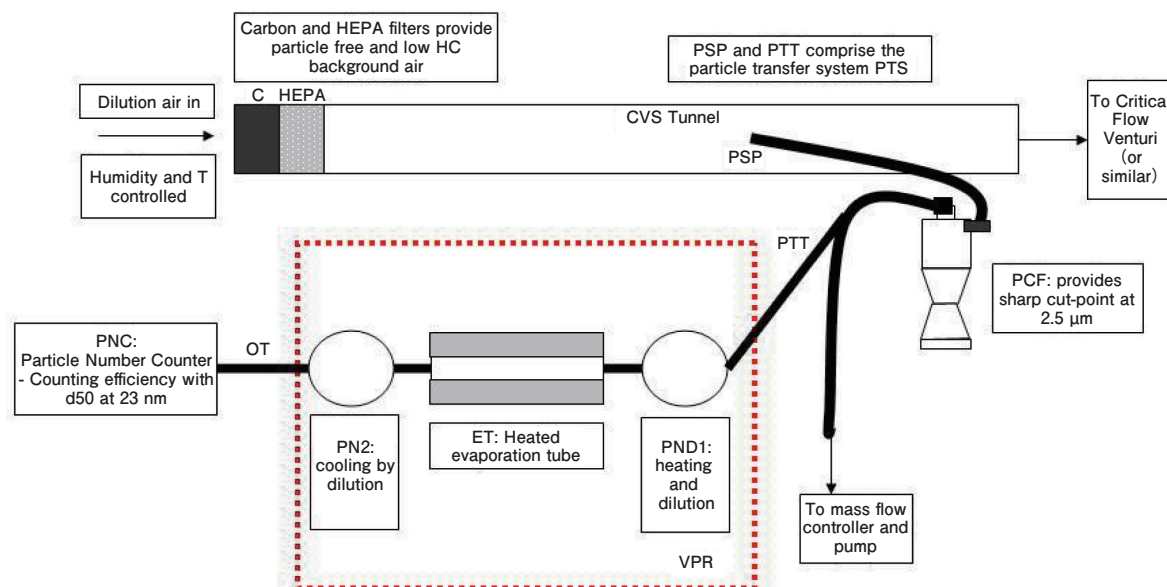 Carbon and HEPA filters provide
particle free and low HC
background air
PSP and PTT comprise the
particle transfer system PTS
Dilution air in
Humidity and T
controlled
C HEPA
CVS Tunnel
PSP
To Critical
Flow
Venturi
(or
similar)
PTT
PCF: provides
sharp cut-point at
2.5 μm
PNC:
Particle Number Counter
- Counting efficiency with
d50 at 23 nm
OT
PN2:
cooling by
dilution
ET: Heated
evaporation tube
PND1:
heating
and
dilution
To mass flow
controller and
pump
VPR